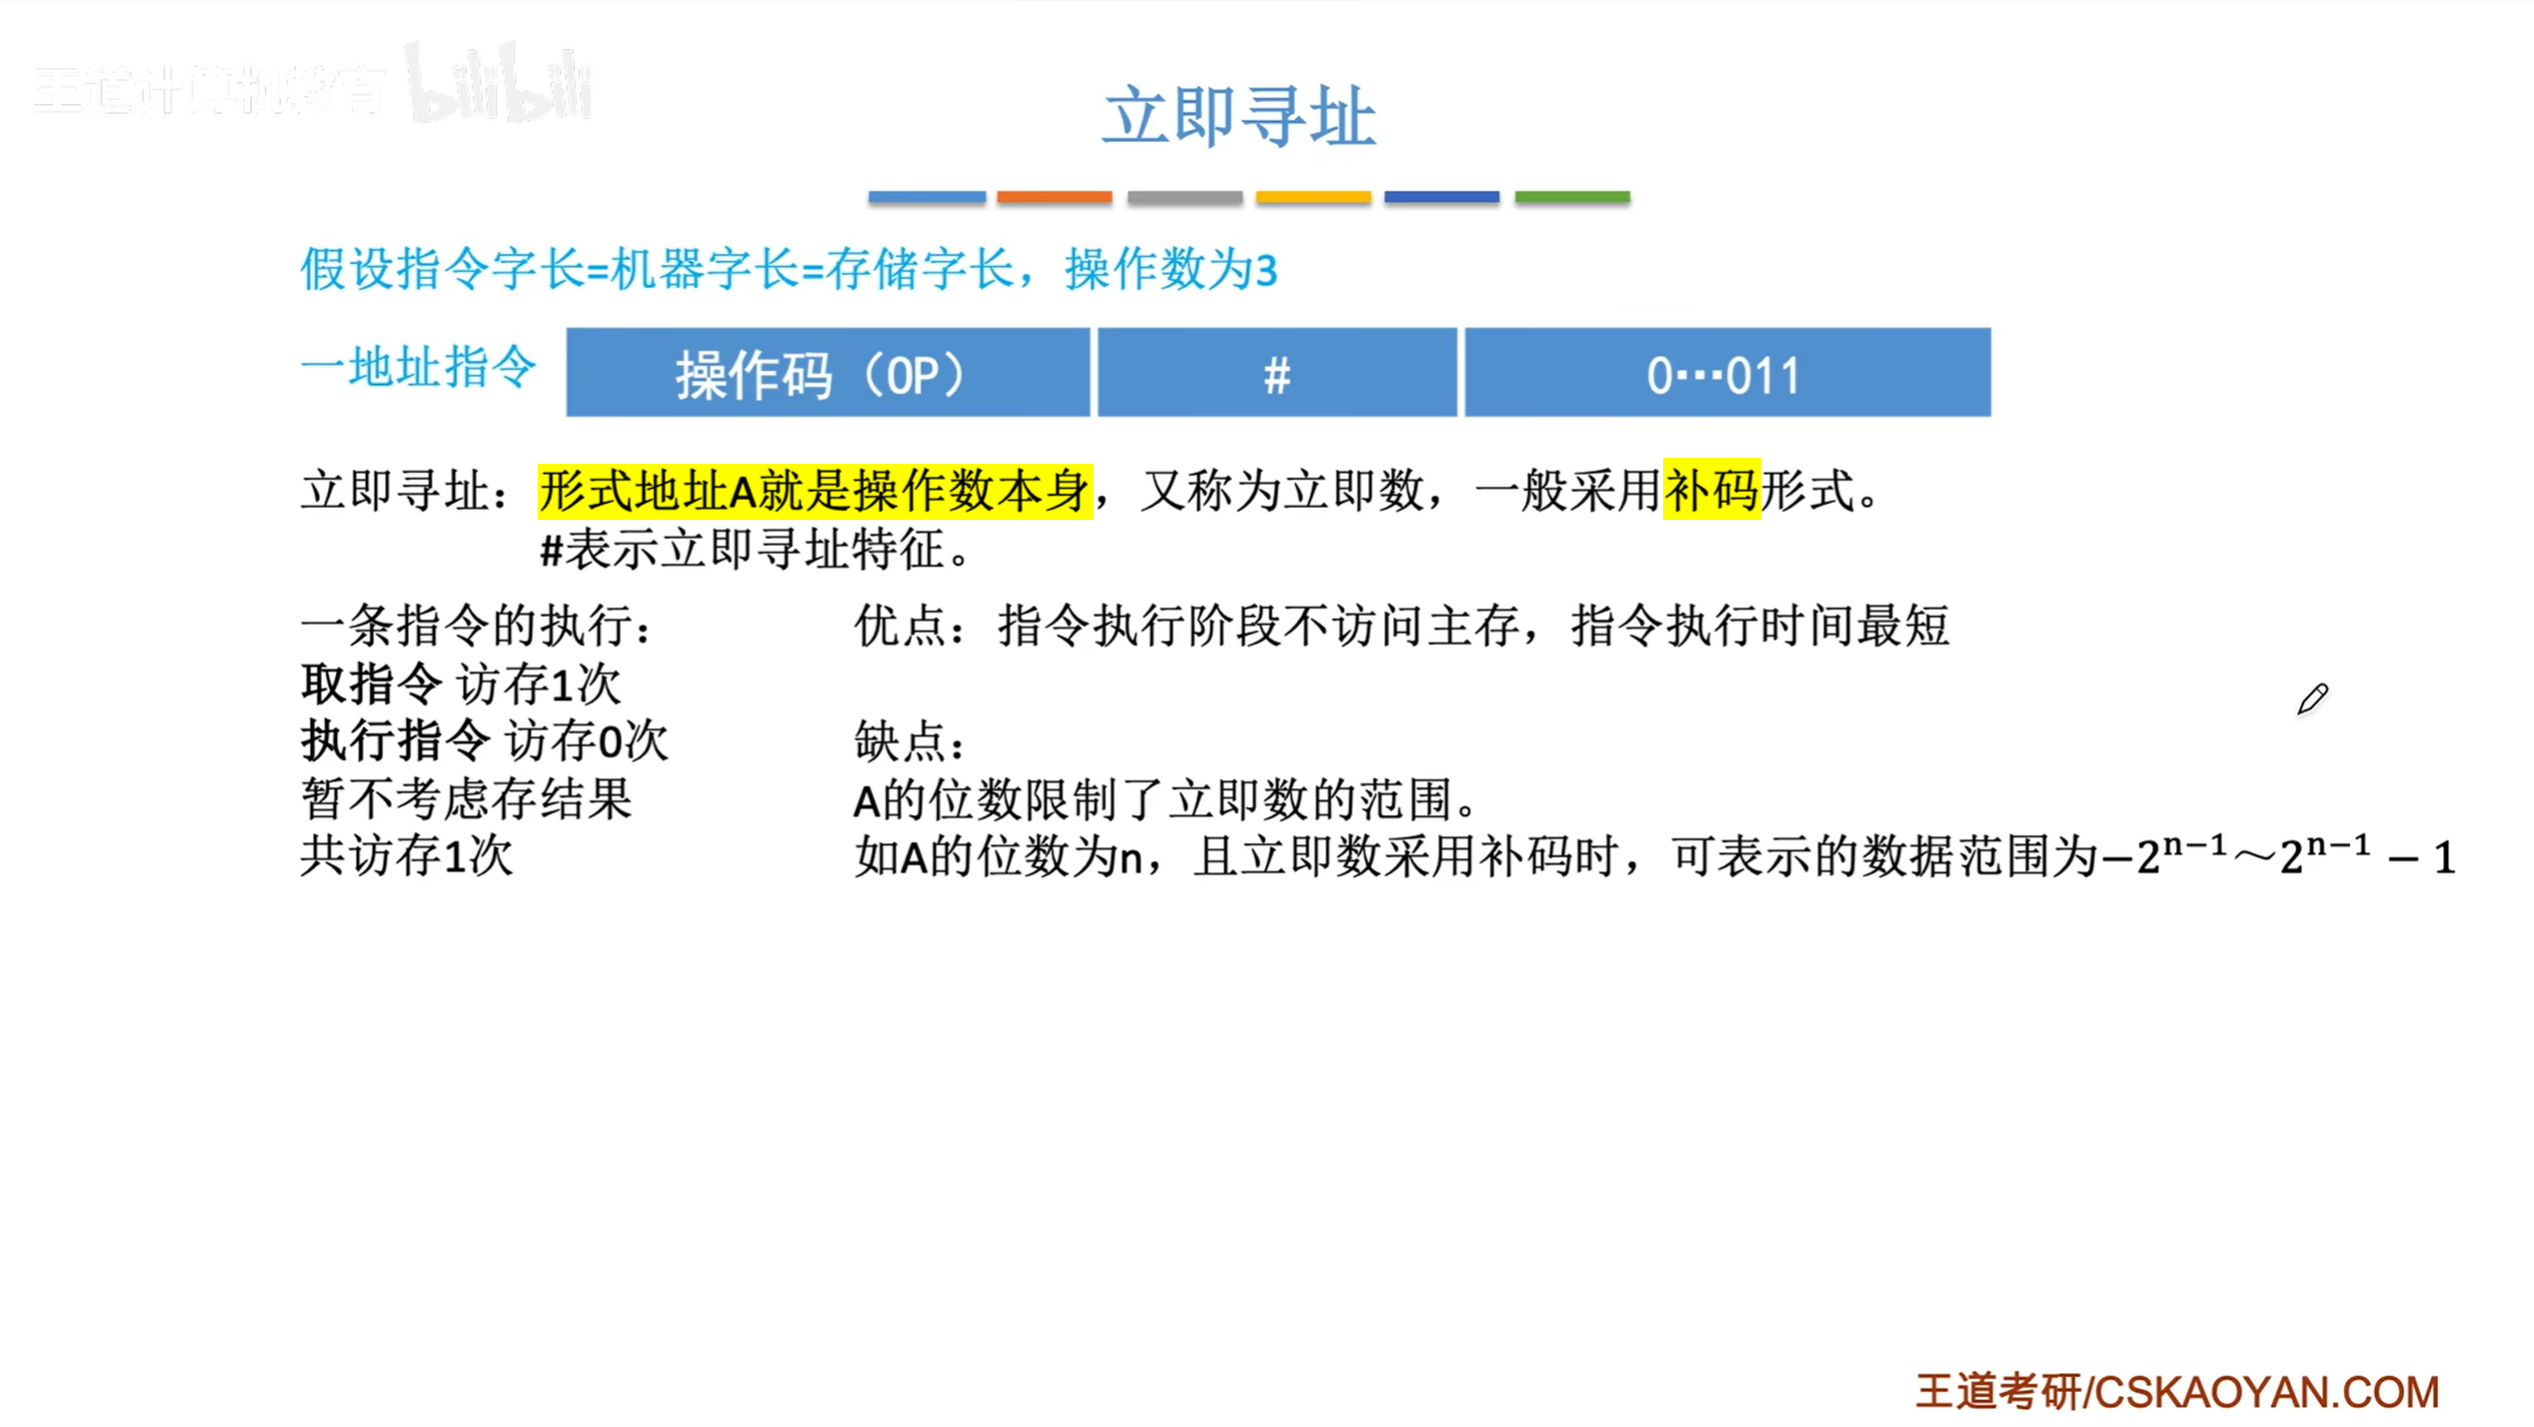 王道计算机教育 bilibili
立即寻址
假设指令字长=机器字长=存储字长，操作数为3
一地址指令 操作码（OP） # 0…011
立即寻址：形式地址A就是操作数本身，又称为立即数，一般采用补码形式。
#表示立即寻址特征。
一条指令的执行：
取指令 访存1次
执行指令 访存0次
暂不考虑存结果
共访存1次
优点：指令执行阶段不访问主存，指令执行时间最短
缺点：
A的位数限制了立即数的范围。
如A的位数为n，且立即数采用补码时，可表示的数据范围为−2ⁿ⁻¹～2ⁿ⁻¹ − 1
王道考研/CSKAOYAN.COM